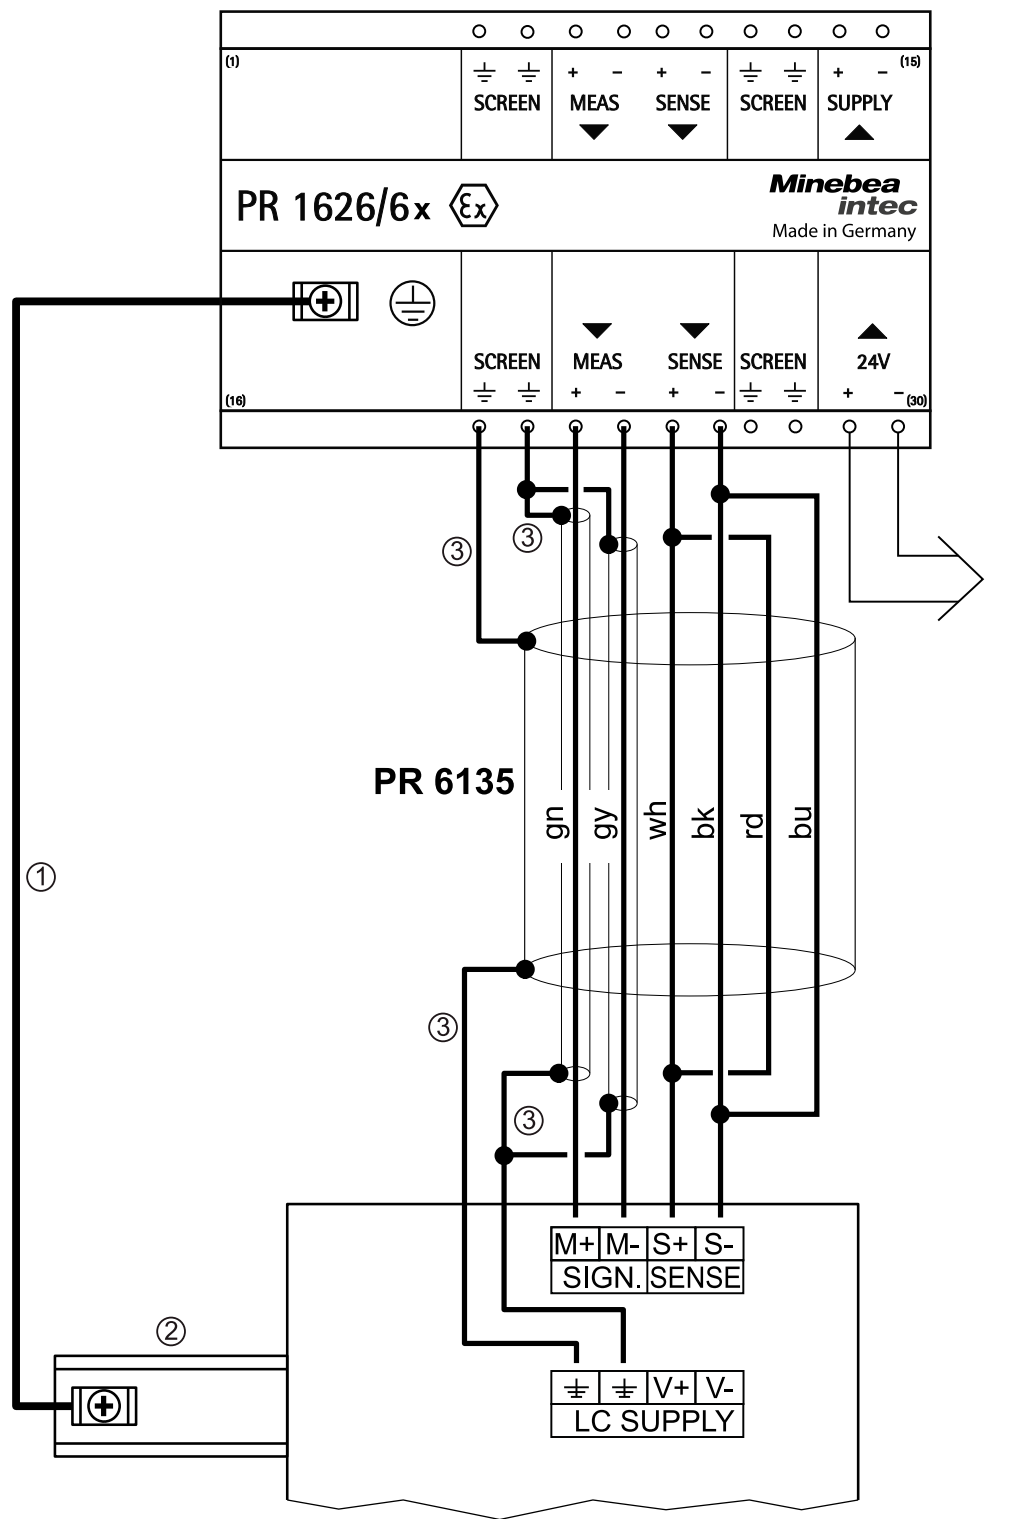 (1) (15)
+ - + - + -
SCREEN MEAS SENSE SCREEN SUPPLY
PR 1626/6x Ex
Minebea
intec
Made in Germany
SCREEN MEAS SENSE SCREEN 24V
+ - + - + -
(16) (30)
③
③
PR 6135
gn gy wh bk rd bu
①
③
③
M+ M- S+ S-
SIGN. SENSE
②
V+ V-
LC SUPPLY